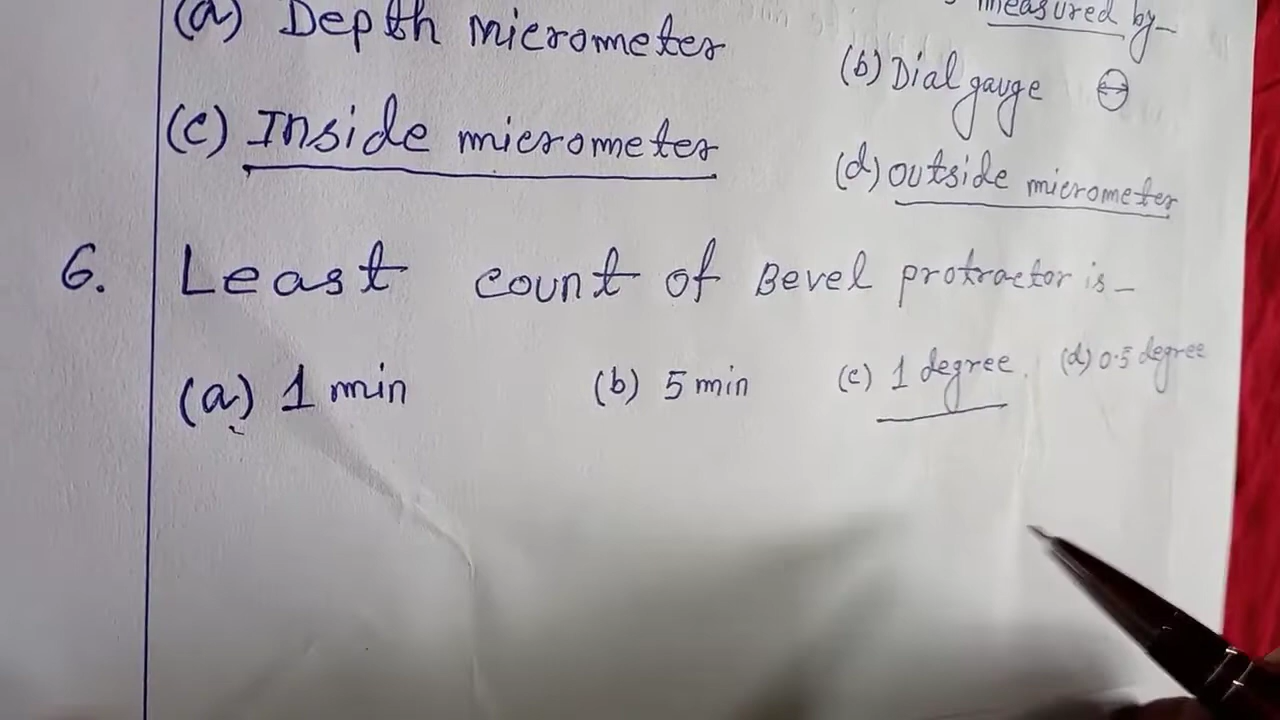 measured by-
(a) Depth micrometer
(b) Dial gauge
(c) Inside micrometer
(d) outside micrometer
6. Least count of Bevel protractor is -
(a) 1 min (b) 5 min (c) 1 degree (d) 0.5 degree